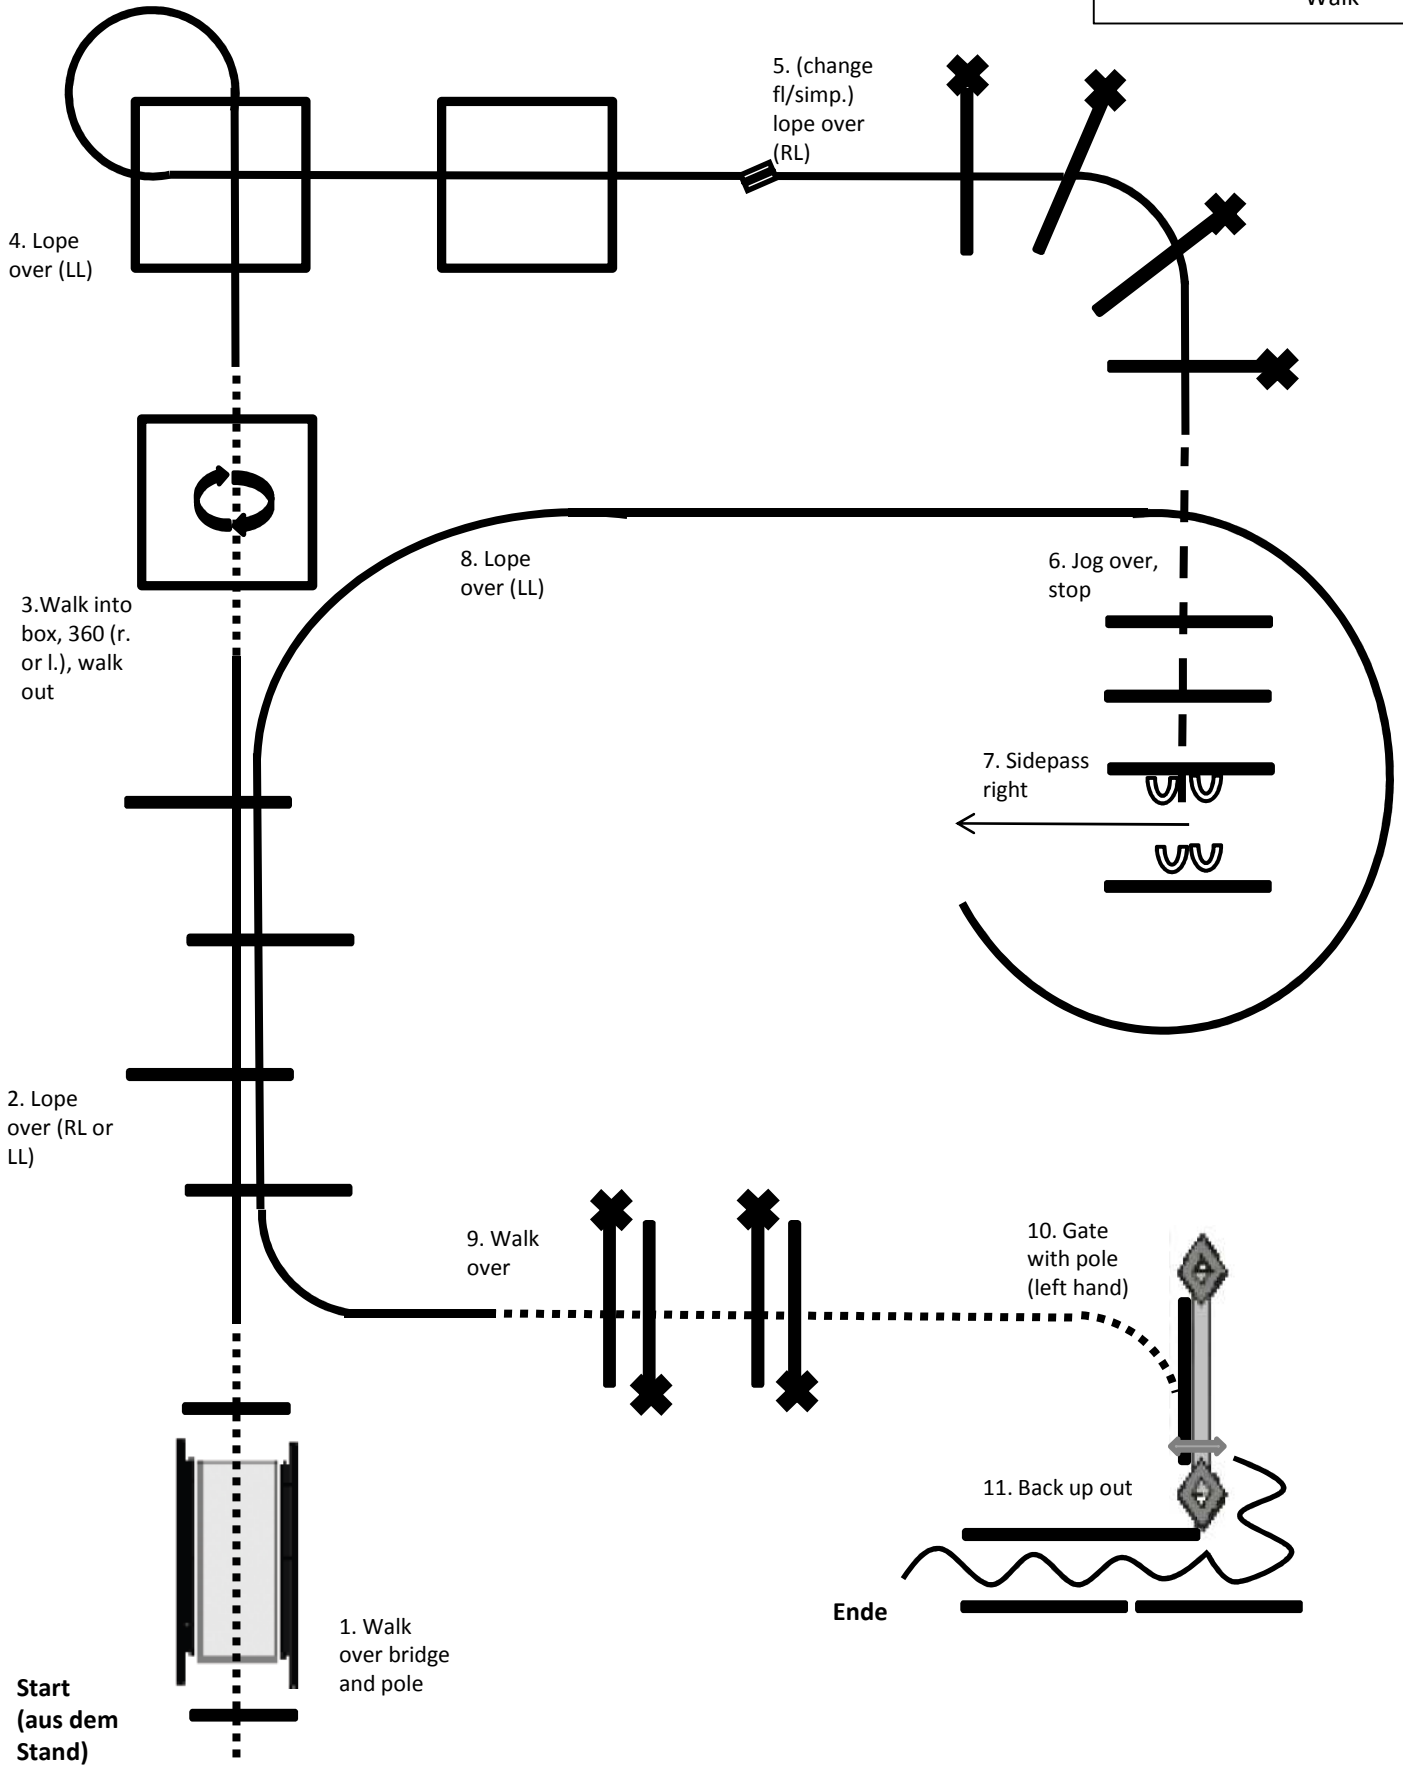 Walk
5. (change
fl/simp.)
lope over
(RL)
4. Lope
over (LL)
8. Lope
over (LL)
6. Jog over,
stop
3.Walk into
box, 360 (r.
or l.), walk
out
7. Sidepass
right
2. Lope
over (RL or
LL)
9. Walk
over
10. Gate
with pole
(left hand)
11. Back up out
Ende
1. Walk
over bridge
and pole
Start
(aus dem
Stand)